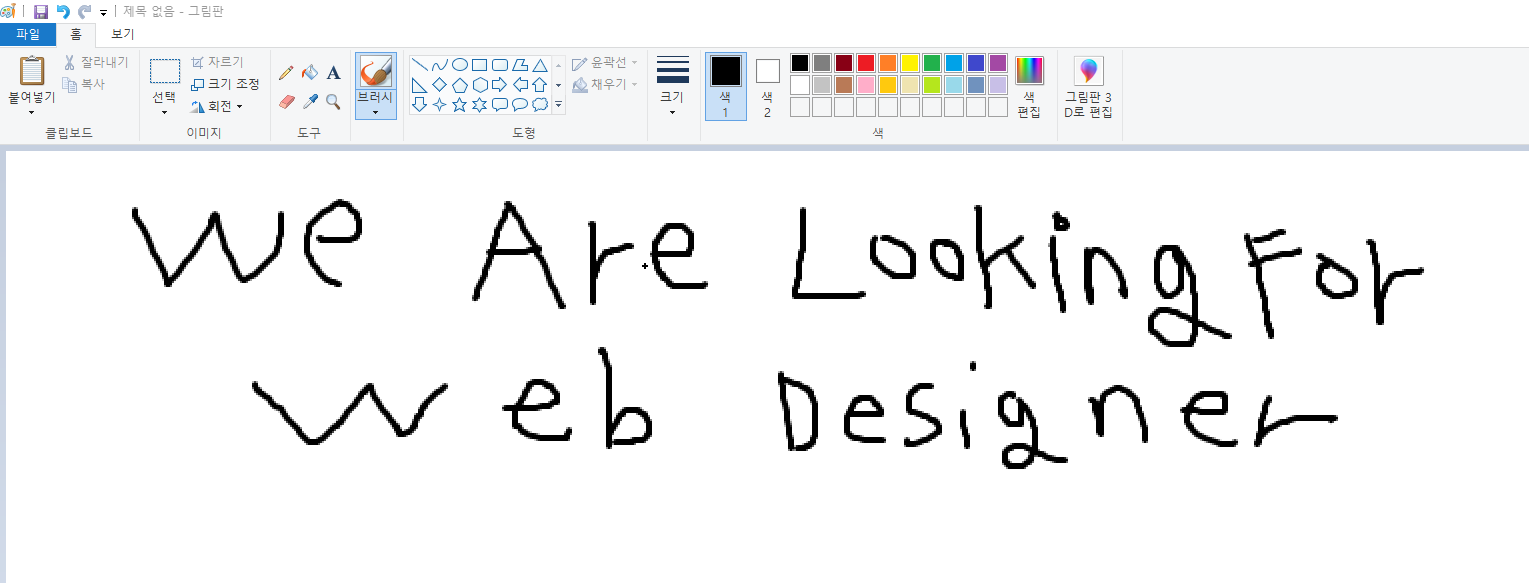 제목 없음 - 그림판
파일 홈 보기
붙여넣기 잘라내기 복사
선택 자르기 크기 조정 회전
A
브러시
윤곽선 채우기
크기
색 1 색 2
색 편집
그림판 3D로 편집
클립보드 이미지 도구 도형 색
We Are Looking For
Web Designer